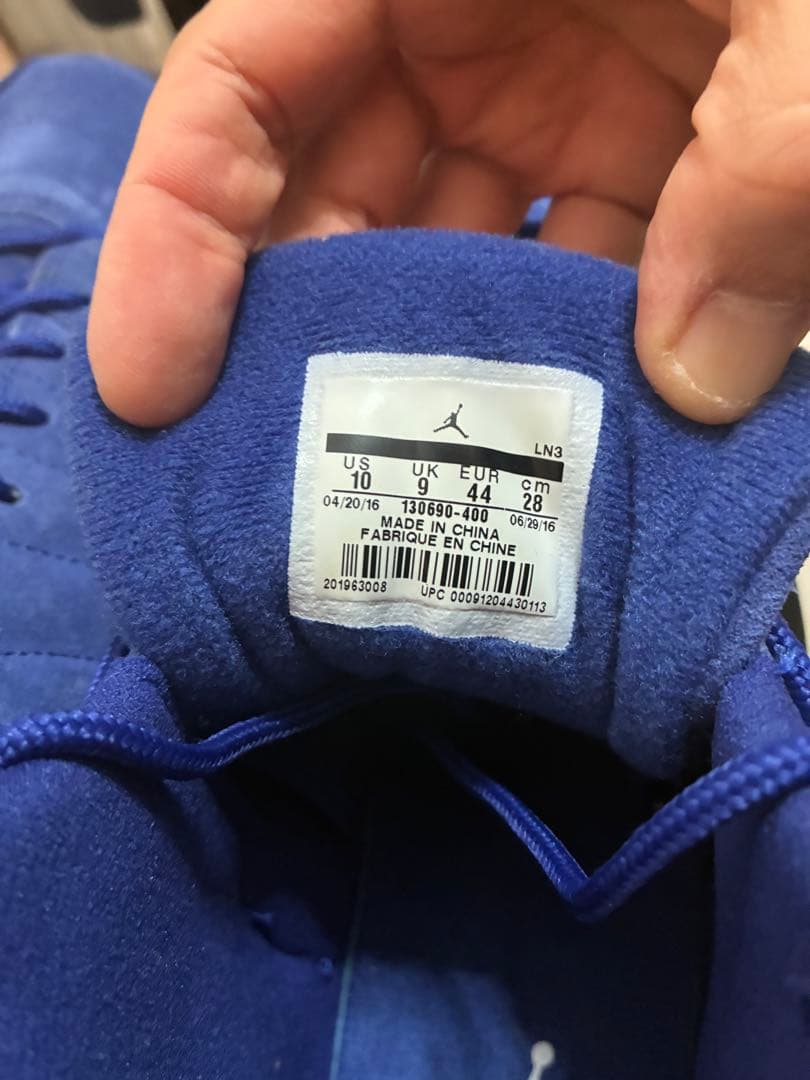 LN3
US UK EUR cm
10 9 44 28
04/20/16 130690-400 06/29/16
MADE IN CHINA
FABRIQUE EN CHINE
201963008 UPC 00091204430113